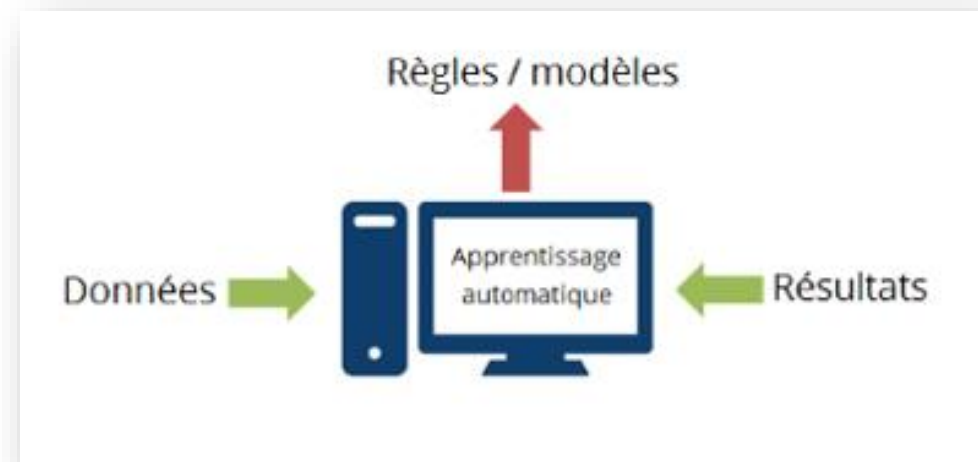 Règles / modèles
Apprentissage
automatique
Données
Résultats